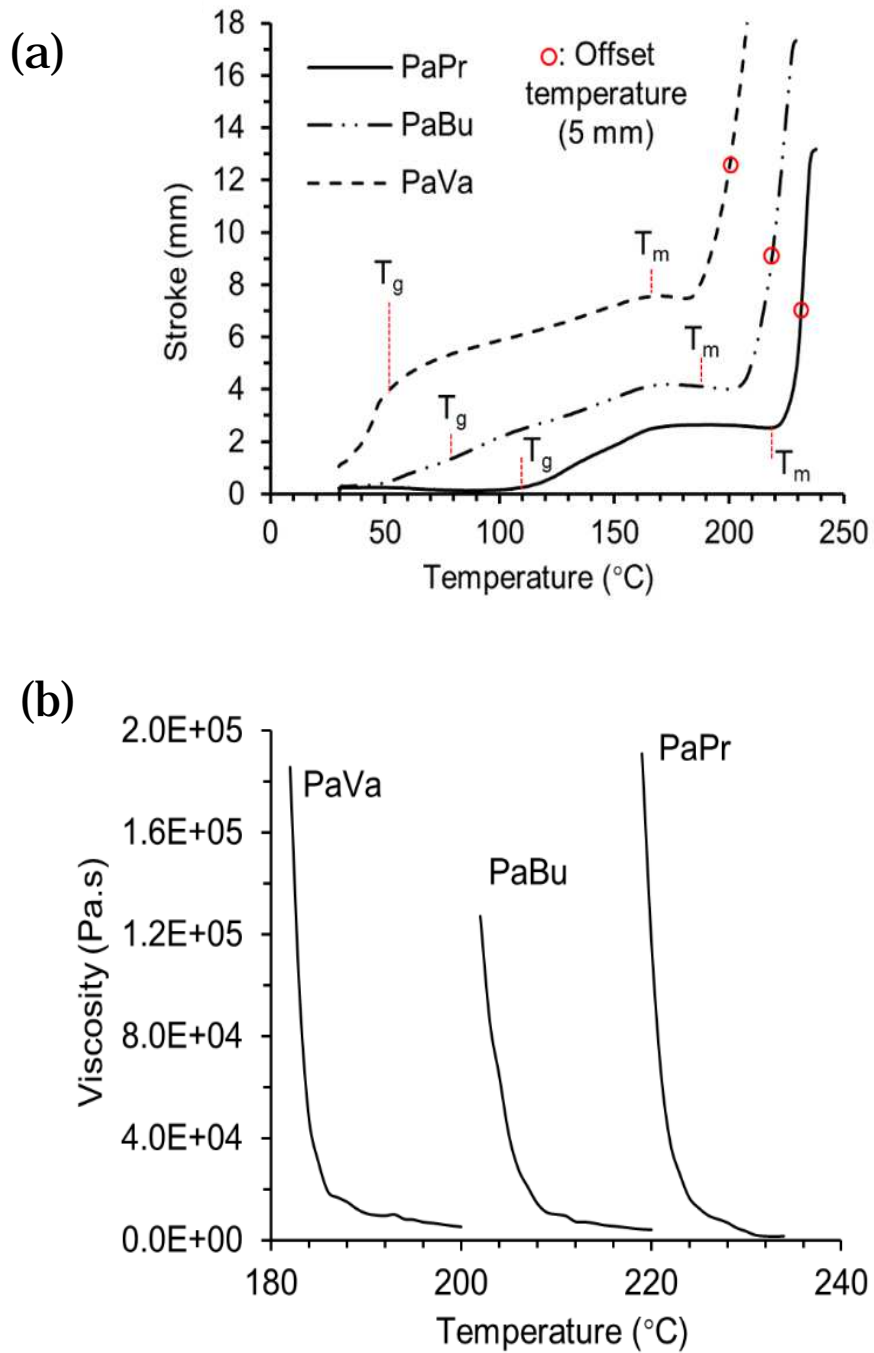 (a)
18
16
14
12
10
8
6
4
2
0
Stroke (mm)
PaPr
PaBu
PaVa
: Offset
temperature
(5 mm)
Tg
Tm
Tg
Tm
Tg
Tm
0 50 100 150 200 250
Temperature (°C)
(b)
2.0E+05
1.6E+05
1.2E+05
8.0E+04
4.0E+04
0.0E+00
Viscosity (Pa.s)
PaVa
PaBu
PaPr
180 200 220 240
Temperature (°C)